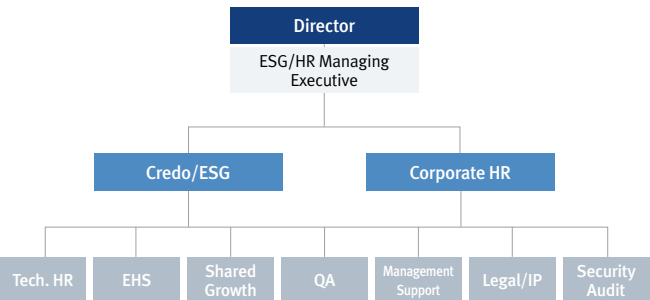 Director
ESG/HR Managing
Executive
Credo/ESG
Corporate HR
Tech. HR
EHS
Shared
Growth
QA
Management
Support
Legal/IP
Security
Audit